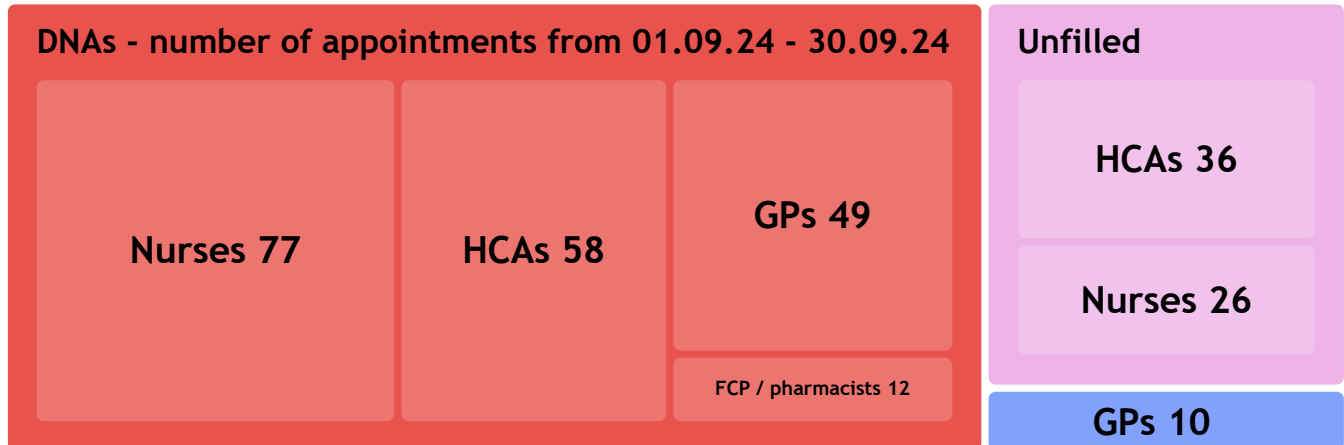 DNAs - number of appointments from 01.09.24 - 30.09.24
Nurses 77
HCAs 58
GPs 49
FCP / pharmacists 12
Unfilled
HCAs 36
Nurses 26
GPs 10